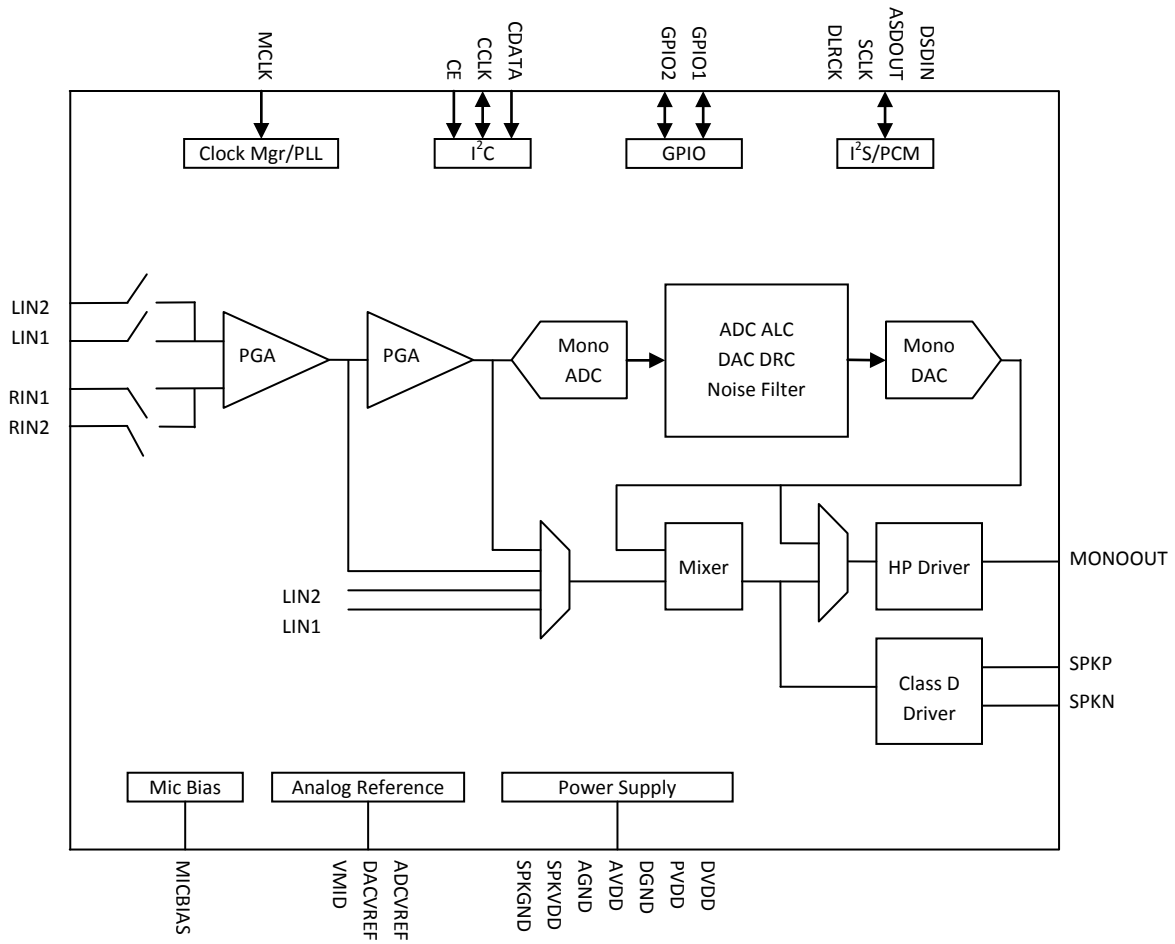 MCLK
CE
CCLK
CDATA
GPIO2
GPIO1
DLRCK
SCLK
ASDOUT
DSDIN
Clock Mgr/PLL
I²C
GPIO
I²S/PCM
LIN2
LIN1
RIN1
RIN2
PGA
PGA
Mono
ADC
ADC ALC
DAC DRC
Noise Filter
Mono
DAC
LIN2
LIN1
Mixer
HP Driver
MONOOUT
Class D
Driver
SPKP
SPKN
Mic Bias
Analog Reference
Power Supply
MICBIAS
VMID
DACVREF
ADCVREF
SPKGND
SPKVDD
AGND
AVDD
DGND
PVDD
DVDD